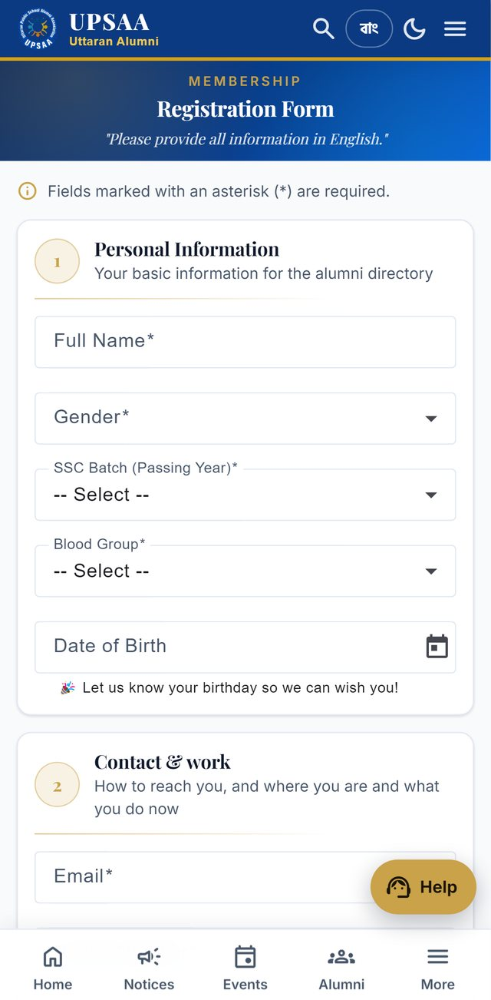 UPSAA
Uttaran Alumni
বাং
MEMBERSHIP
Registration Form
"Please provide all information in English."
Fields marked with an asterisk (*) are required.
1
Personal Information
Your basic information for the alumni directory
Full Name*
Gender*
SSC Batch (Passing Year)*
-- Select --
Blood Group*
-- Select --
Date of Birth
🎉 Let us know your birthday so we can wish you!
2
Contact & work
How to reach you, and where you are and what
you do now
Email*
Help
Home
Notices
Events
Alumni
More